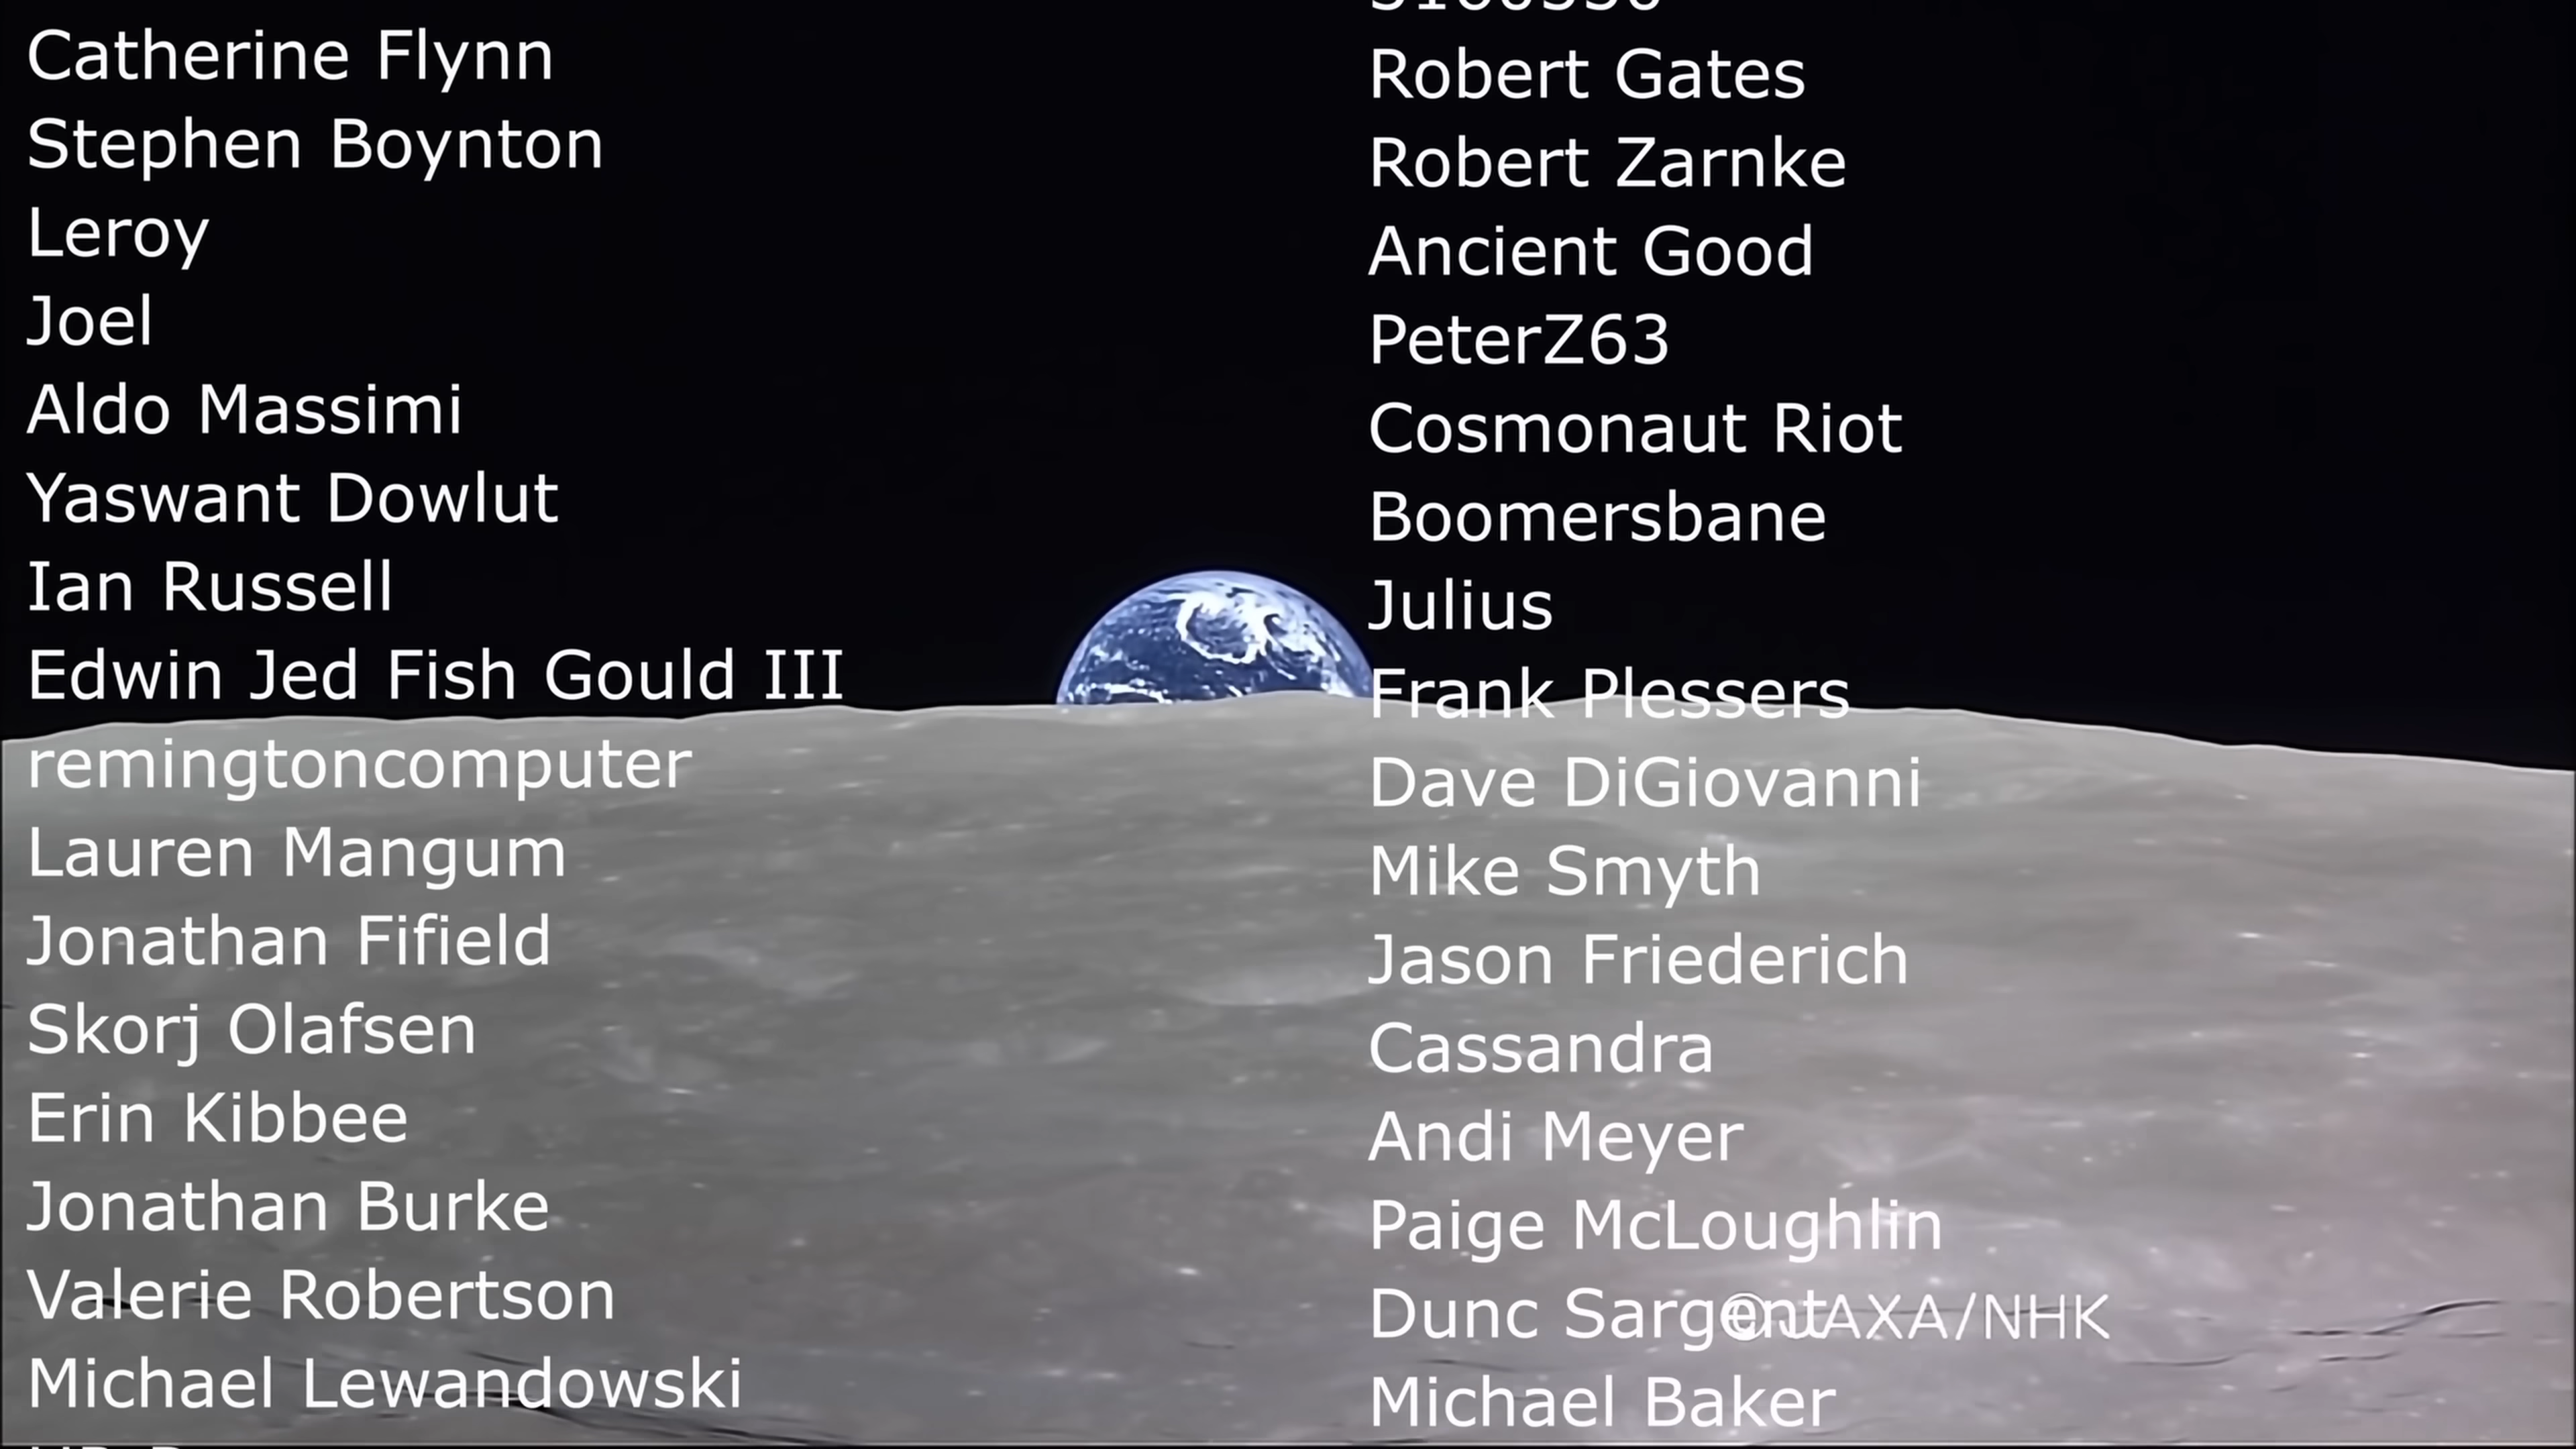 Catherine Flynn
Stephen Boynton
Leroy
Joel
Aldo Massimi
Yaswant Dowlut
Ian Russell
Edwin Jed Fish Gould III
remingtoncomputer
Lauren Mangum
Jonathan Fifield
Skorj Olafsen
Erin Kibbee
Jonathan Burke
Valerie Robertson
Michael Lewandowski
Robert Gates
Robert Zarnke
Ancient Good
PeterZ63
Cosmonaut Riot
Boomersbane
Julius
Frank Plessers
Dave DiGiovanni
Mike Smyth
Jason Friederich
Cassandra
Andi Meyer
Paige McLoughlin
Dunc Sargent
Michael Baker
©JAXA/NHK